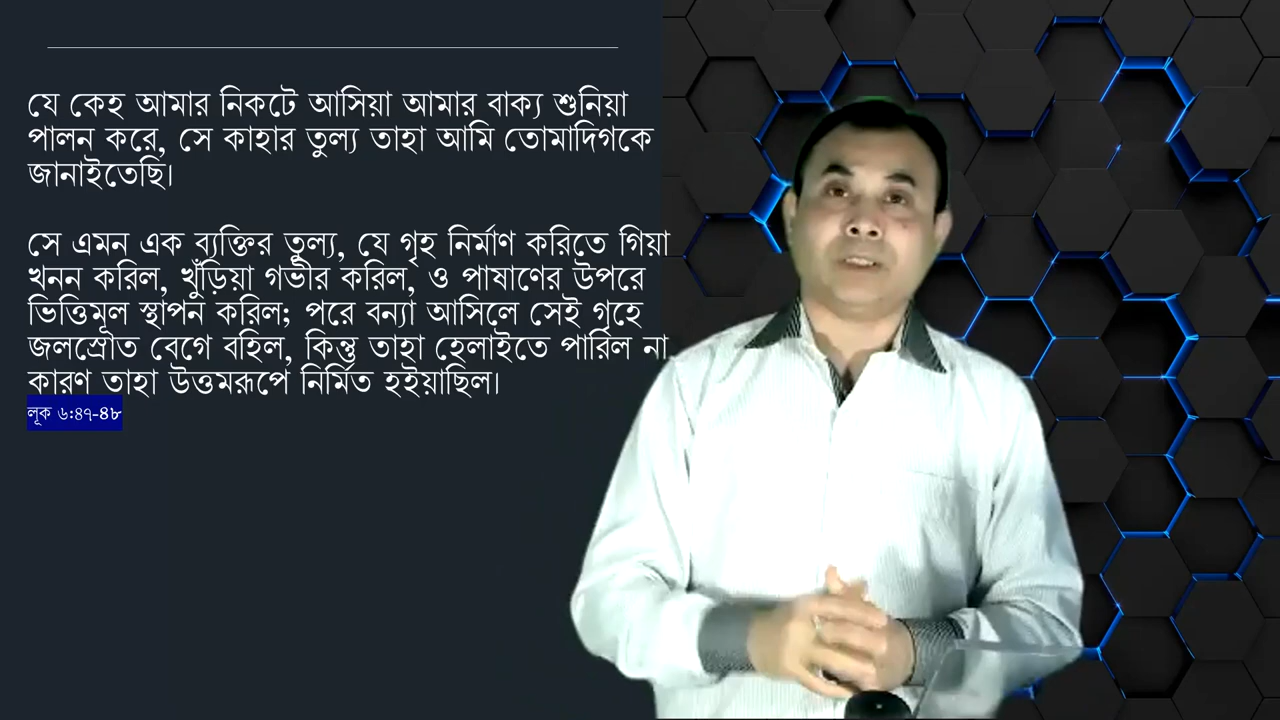 যে কেহ আমার নিকটে আসিয়া আমার বাক্য শুনিয়া
পালন করে, সে কাহার তুল্য তাহা আমি তোমাদিগকে
জানাইতেছি।
সে এমন এক ব্যক্তির তুল্য, যে গৃহ নির্মাণ করিতে গিয়া
খনন করিল, খুঁড়িয়া গভীর করিল, ও পাষাণের উপরে
ভিত্তিমূল স্থাপন করিল; পরে বন্যা আসিলে সেই গৃহে
জলস্রোত বেগে বহিল, কিন্তু তাহা হেলাইতে পারিল না,
কারণ তাহা উত্তমরূপে নির্মিত হইয়াছিল।
লূক ৬:৪৭-৪৮